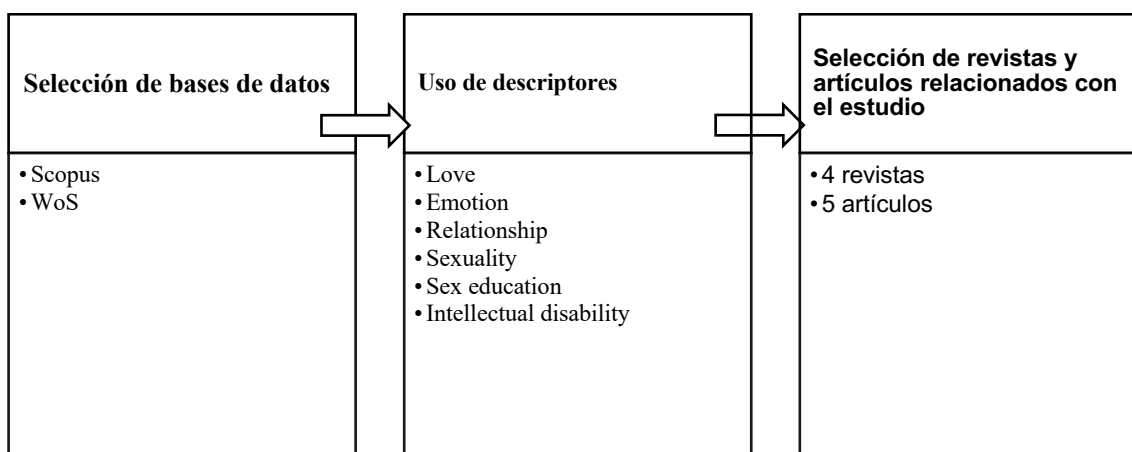 Selección de bases de datos
• Scopus
• WoS
Uso de descriptores
• Love
• Emotion
• Relationship
• Sexuality
• Sex education
• Intellectual disability
Selección de revistas y
artículos relacionados con
el estudio
• 4 revistas
• 5 artículos